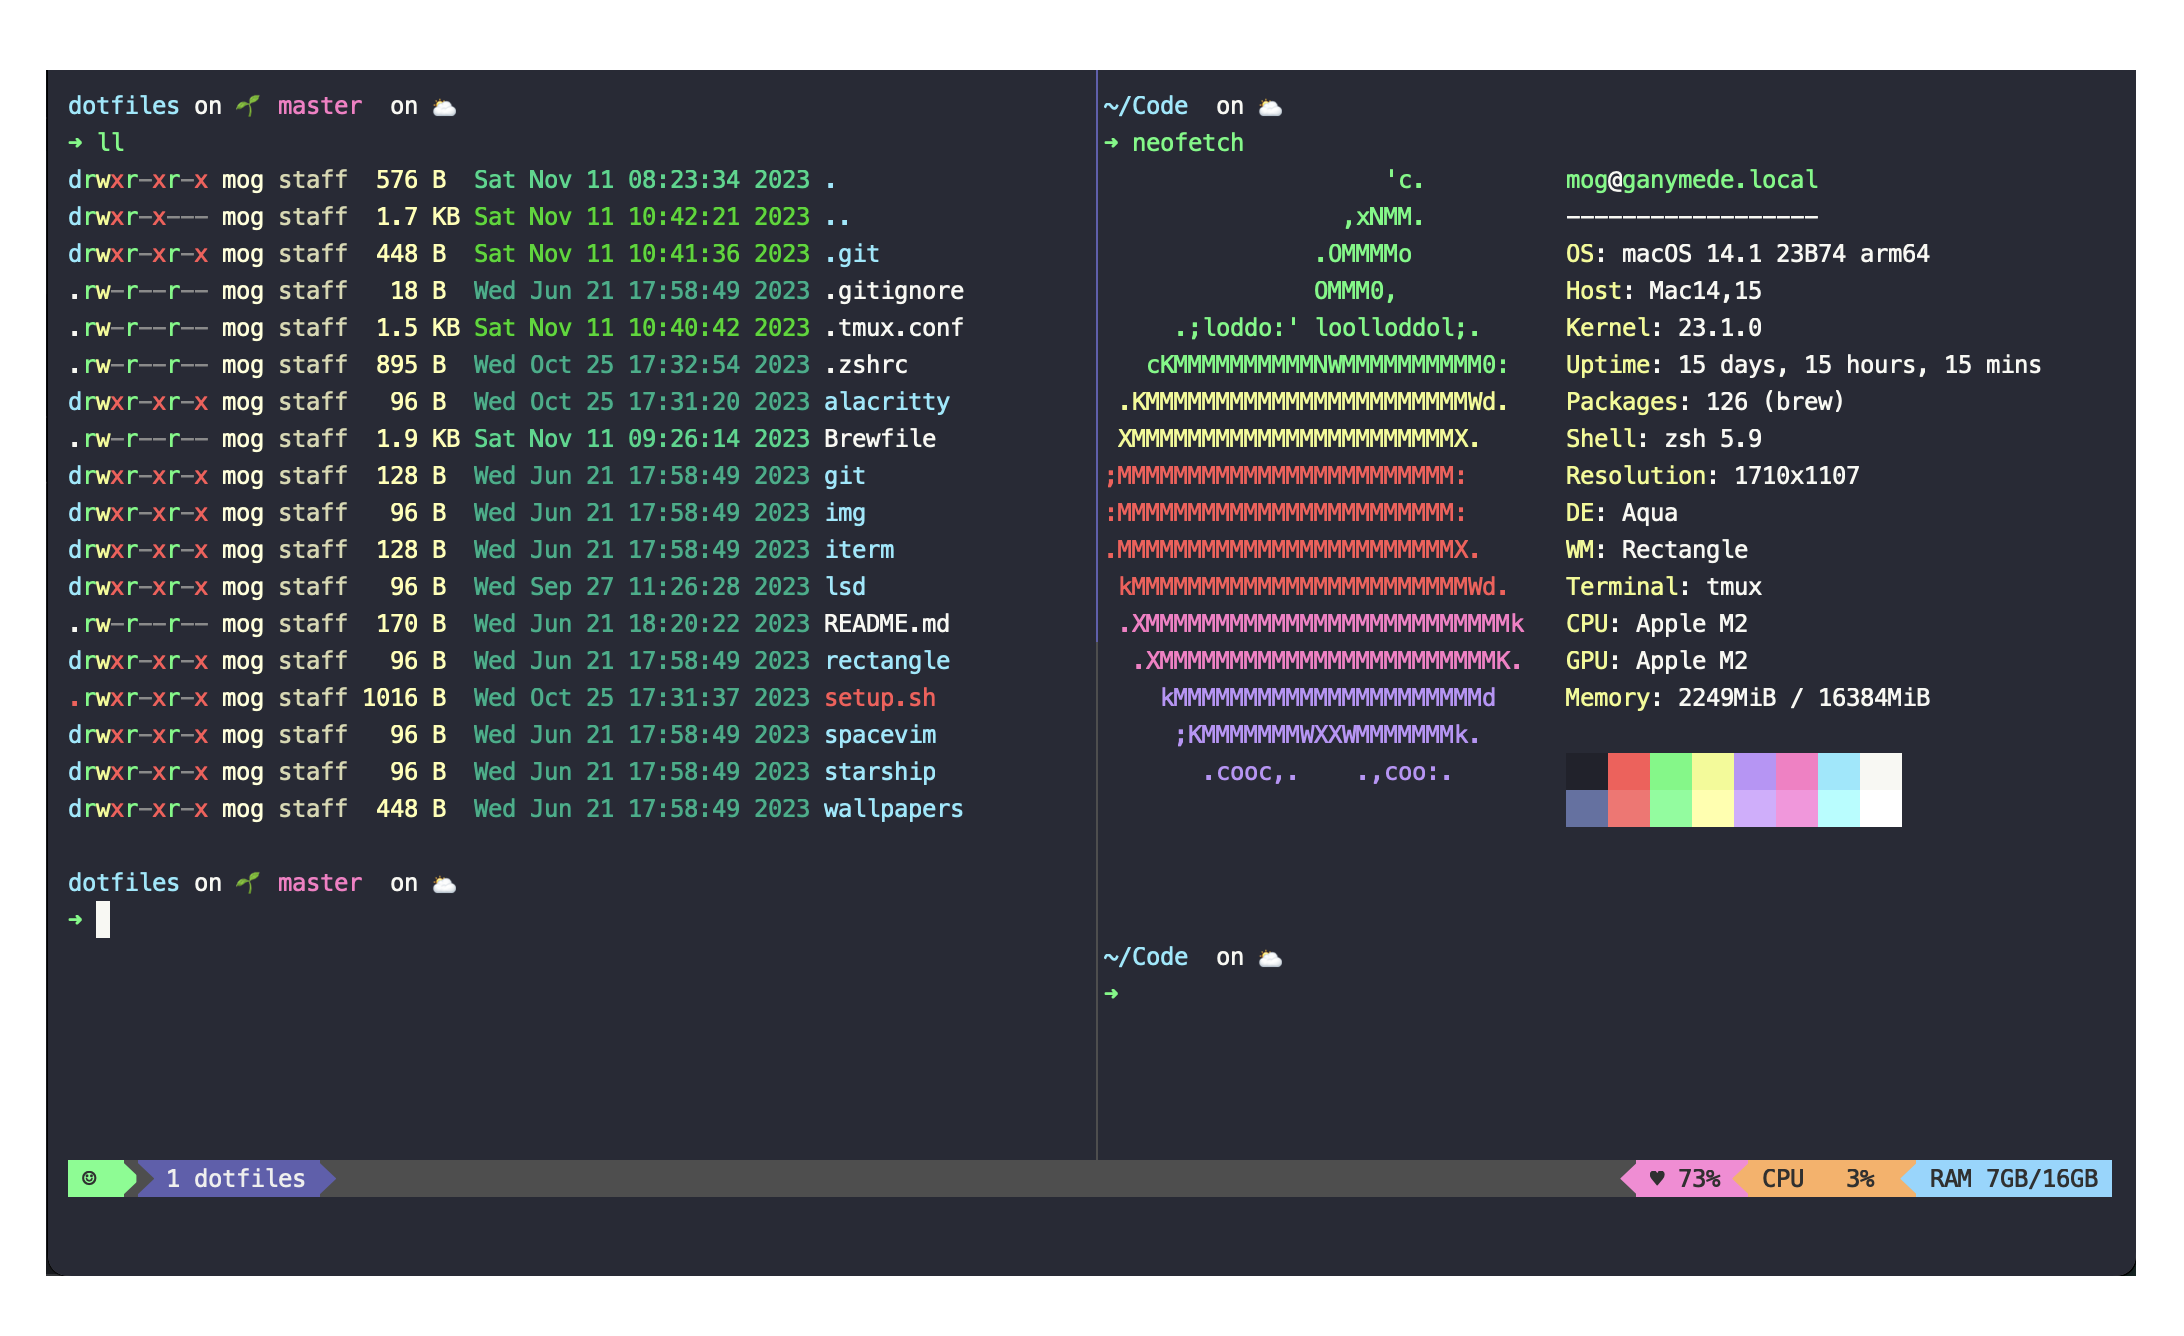 dotfiles on 🌱 master  on ⛅
➜ ll
drwxr-xr-x mog staff  576 B  Sat Nov 11 08:23:34 2023 .
drwxr-x--- mog staff  1.7 KB Sat Nov 11 10:42:21 2023 ..
drwxr-xr-x mog staff  448 B  Sat Nov 11 10:41:36 2023 .git
.rw-r--r-- mog staff   18 B  Wed Jun 21 17:58:49 2023 .gitignore
.rw-r--r-- mog staff  1.5 KB Sat Nov 11 10:40:42 2023 .tmux.conf
.rw-r--r-- mog staff  895 B  Wed Oct 25 17:32:54 2023 .zshrc
drwxr-xr-x mog staff   96 B  Wed Oct 25 17:31:20 2023 alacritty
.rw-r--r-- mog staff  1.9 KB Sat Nov 11 09:26:14 2023 Brewfile
drwxr-xr-x mog staff  128 B  Wed Jun 21 17:58:49 2023 git
drwxr-xr-x mog staff   96 B  Wed Jun 21 17:58:49 2023 img
drwxr-xr-x mog staff  128 B  Wed Jun 21 17:58:49 2023 iterm
drwxr-xr-x mog staff   96 B  Wed Sep 27 11:26:28 2023 lsd
.rw-r--r-- mog staff  170 B  Wed Jun 21 18:20:22 2023 README.md
drwxr-xr-x mog staff   96 B  Wed Jun 21 17:58:49 2023 rectangle
.rwxr-xr-x mog staff 1016 B  Wed Oct 25 17:31:37 2023 setup.sh
drwxr-xr-x mog staff   96 B  Wed Jun 21 17:58:49 2023 spacevim
drwxr-xr-x mog staff   96 B  Wed Jun 21 17:58:49 2023 starship
drwxr-xr-x mog staff  448 B  Wed Jun 21 17:58:49 2023 wallpapers
dotfiles on 🌱 master  on ⛅
➜
~/Code  on ⛅
➜ neofetch
                    'c.
                 ,xNMM.
               .OMMMMo
               OMMM0,
     .;loddo:' loolloddol;.
   cKMMMMMMMMMMNWMMMMMMMMMM0:
 .KMMMMMMMMMMMMMMMMMMMMMMMWd.
 XMMMMMMMMMMMMMMMMMMMMMMMX.
;MMMMMMMMMMMMMMMMMMMMMMMM:
:MMMMMMMMMMMMMMMMMMMMMMMM:
.MMMMMMMMMMMMMMMMMMMMMMMMX.
 kMMMMMMMMMMMMMMMMMMMMMMMMWd.
 .XMMMMMMMMMMMMMMMMMMMMMMMMMMk
  .XMMMMMMMMMMMMMMMMMMMMMMMMK.
    kMMMMMMMMMMMMMMMMMMMMMMd
     ;KMMMMMMMWXXWMMMMMMMk.
       .cooc,.    .,coo:.
mog@ganymede.local
------------------
OS: macOS 14.1 23B74 arm64
Host: Mac14,15
Kernel: 23.1.0
Uptime: 15 days, 15 hours, 15 mins
Packages: 126 (brew)
Shell: zsh 5.9
Resolution: 1710x1107
DE: Aqua
WM: Rectangle
Terminal: tmux
CPU: Apple M2
GPU: Apple M2
Memory: 2249MiB / 16384MiB
~/Code  on ⛅
➜
☺ 1 dotfiles ♥ 73% CPU   3% RAM 7GB/16GB